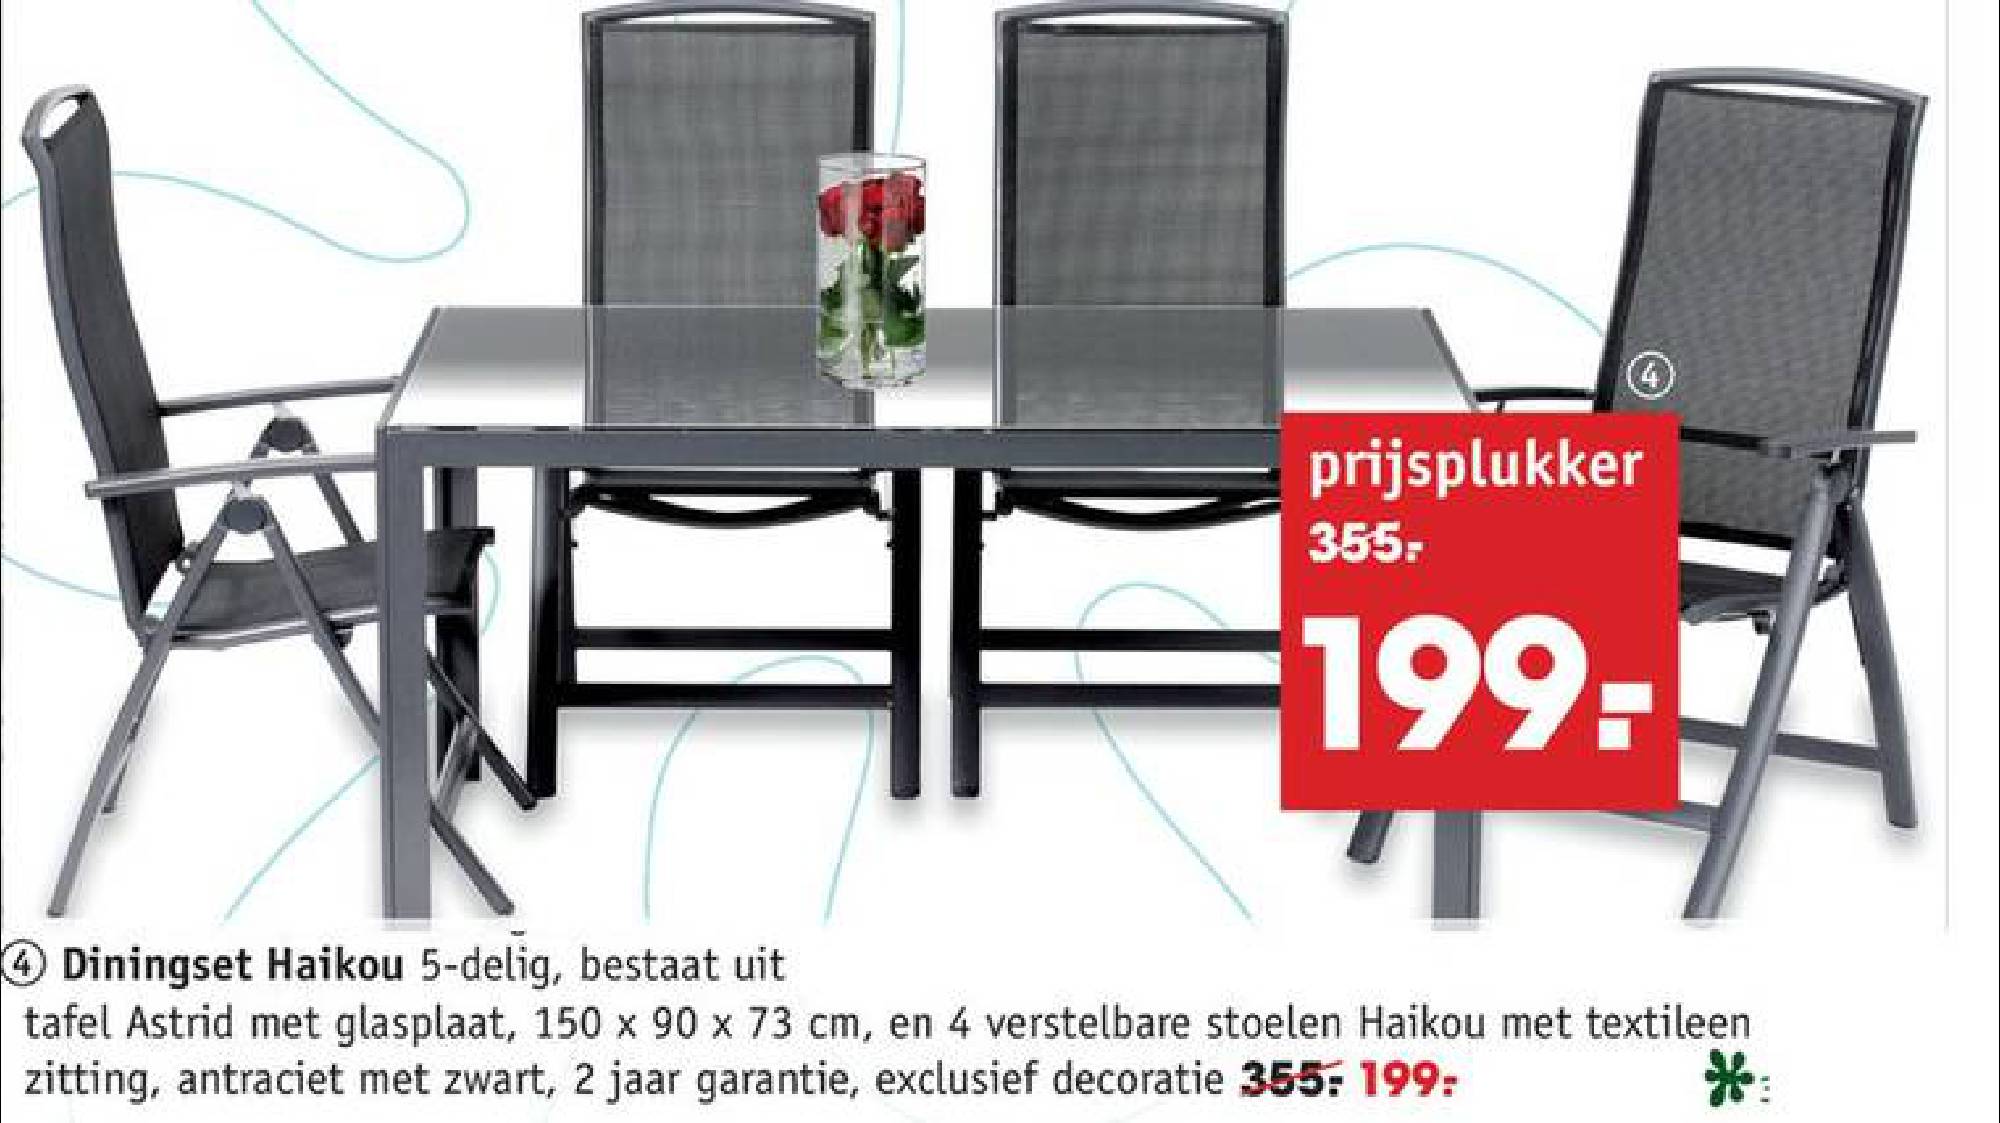 ④
prijsplukker
355.-
199.-
④ Diningset Haikou 5-delig, bestaat uit
tafel Astrid met glasplaat, 150 x 90 x 73 cm, en 4 verstelbare stoelen Haikou met textileen
zitting, antraciet met zwart, 2 jaar garantie, exclusief decoratie 355.- 199.-